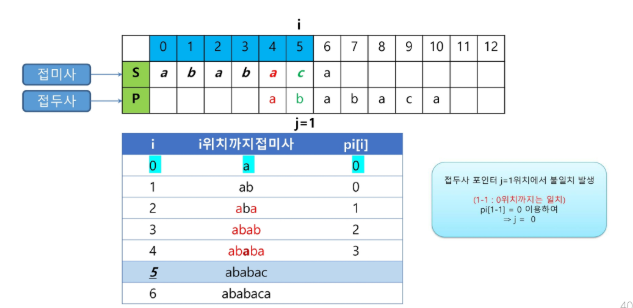 i
0 1 2 3 4 5 6 7 8 9 10 11 12
접미사 S a b a b a c a
접두사 P a b a b a c a
j=1
i i위치까지접미사 pi[i]
0 a 0
1 ab 0
2 aba 1
3 abab 2
4 ababa 3
5 ababac
6 ababaca
접두사 포인터 j=1위치에서 불일치 발생
(1-1 : 0위치까지는 일치)
pi[1-1] = 0 이용하여
⇒ j = 0
40